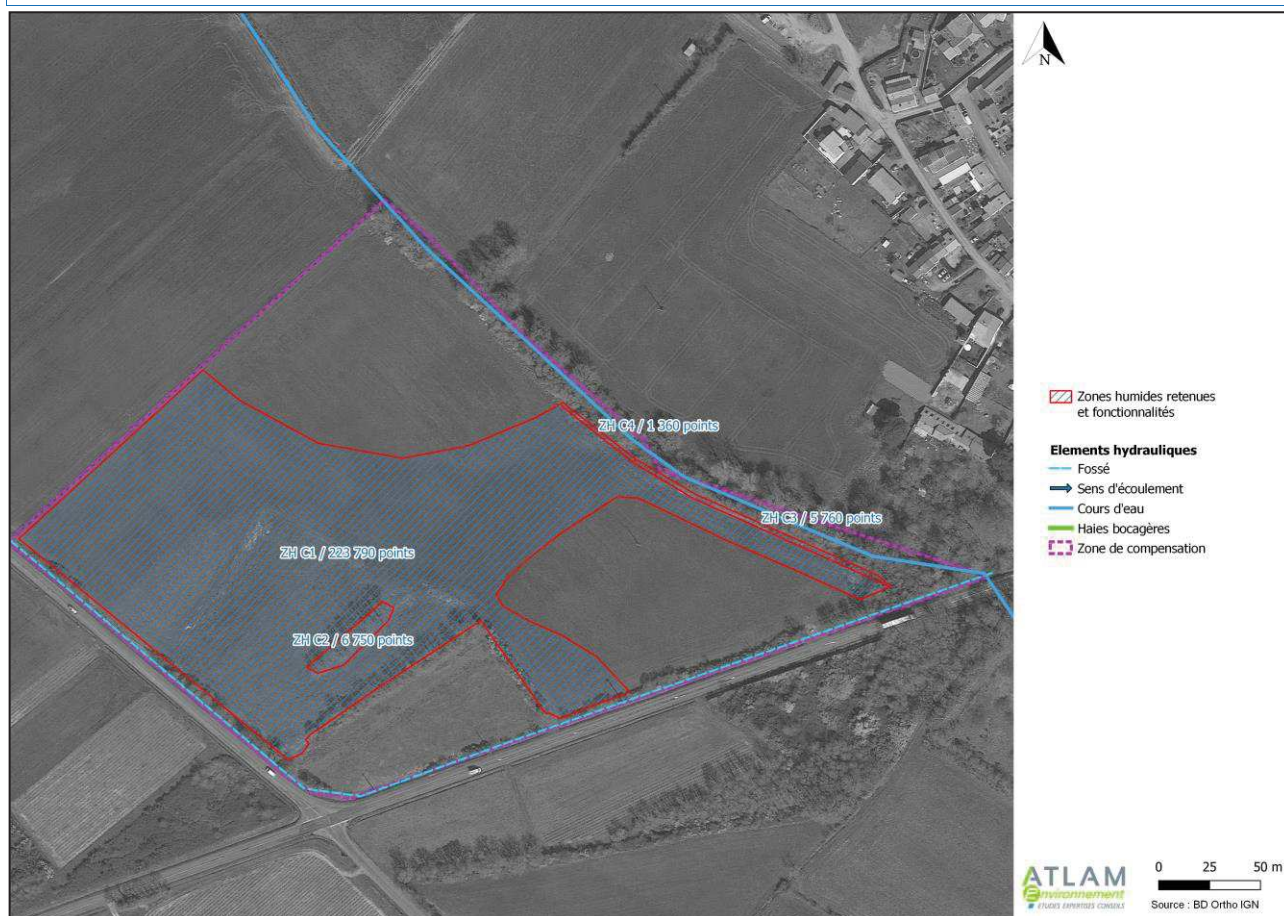 N
ZH C4 / 1 360 points
ZH C3 / 5 760 points
ZH C1 / 223 790 points
ZH C2 / 6 750 points
Zones humides retenues
et fonctionnalités
Elements hydrauliques
Fossé
Sens d'écoulement
Cours d'eau
Haies bocagères
Zone de compensation
ATLAM
Environnement
ETUDES EXPERTISES CONSEILS
0 25 50 m
Source : BD Ortho IGN